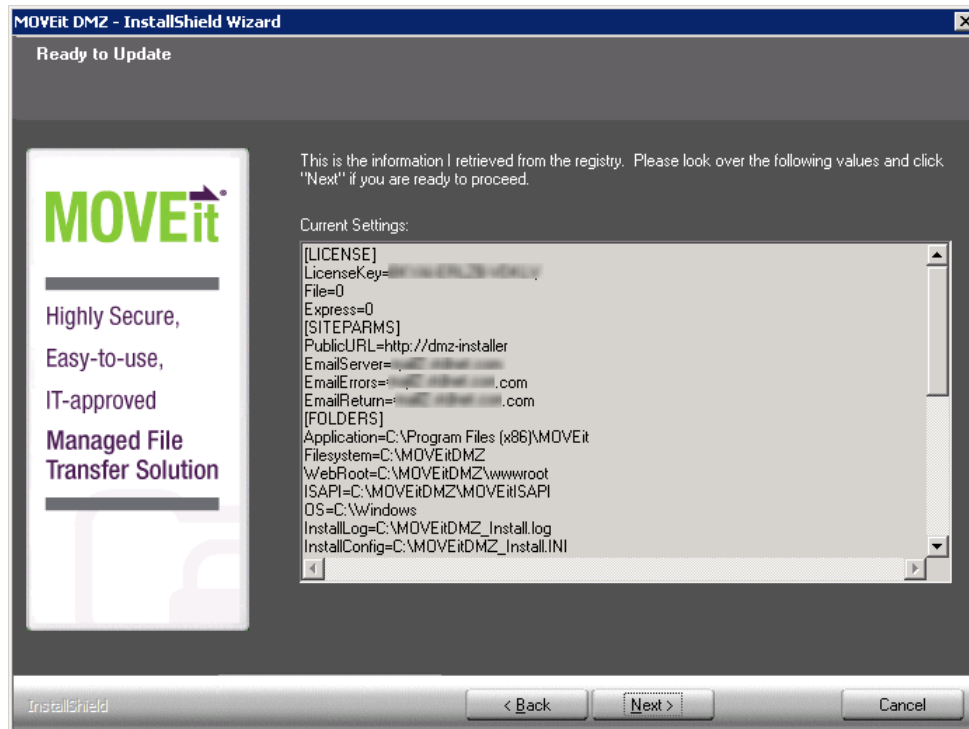 MOVEit DMZ - InstallShield Wizard
Ready to Update
This is the information I retrieved from the registry.  Please look over the following values and click
"Next" if you are ready to proceed.
MOVEit®
Highly Secure,
Easy-to-use,
IT-approved
Managed File
Transfer Solution
Current Settings:
[LICENSE]
LicenseKey=
File=0
Express=0
[SITEPARMS]
PublicURL=http://dmz-installer
EmailServer=
EmailErrors= .com
EmailReturn= .com
[FOLDERS]
Application=C:\Program Files (x86)\MOVEit
Filesystem=C:\MOVEitDMZ
WebRoot=C:\MOVEitDMZ\wwwroot
ISAPI=C:\MOVEitDMZ\MOVEitISAPI
OS=C:\Windows
InstallLog=C:\MOVEitDMZ_Install.log
InstallConfig=C:\MOVEitDMZ_Install.INI
InstallShield
< Back
Next >
Cancel